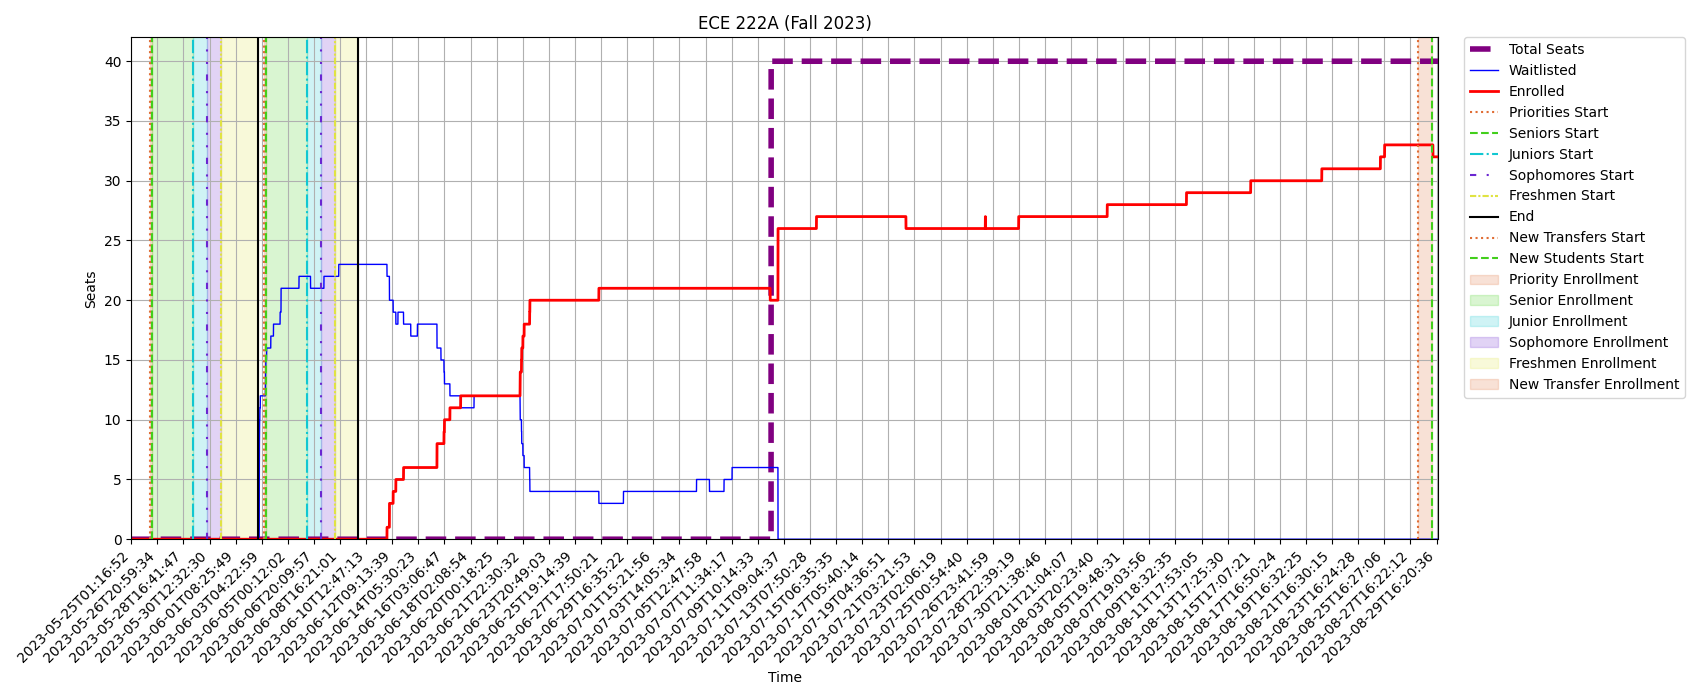 ECE 222A (Fall 2023)
40
35
30
25
20
15
10
5
0
Seats
2023-05-25T01:16:52
2023-05-26T20:59:34
2023-05-28T16:41:47
2023-05-30T12:32:30
2023-06-01T08:25:49
2023-06-03T04:22:59
2023-06-05T00:12:02
2023-06-06T20:09:57
2023-06-08T16:21:01
2023-06-10T12:47:13
2023-06-12T09:13:39
2023-06-14T05:30:23
2023-06-16T03:06:47
2023-06-18T02:08:54
2023-06-20T00:18:25
2023-06-21T22:30:32
2023-06-23T20:49:03
2023-06-25T19:14:39
2023-06-27T17:50:21
2023-06-29T16:35:22
2023-07-01T15:21:56
2023-07-03T14:05:34
2023-07-05T12:47:58
2023-07-07T11:34:17
2023-07-09T10:14:33
2023-07-11T09:04:37
2023-07-13T07:50:28
2023-07-15T06:35:35
2023-07-17T05:40:14
2023-07-19T04:36:51
2023-07-21T03:21:53
2023-07-23T02:06:19
2023-07-25T00:54:40
2023-07-26T23:41:59
2023-07-28T22:39:19
2023-07-30T21:38:46
2023-08-01T21:04:07
2023-08-03T20:23:40
2023-08-05T19:48:31
2023-08-07T19:03:56
2023-08-09T18:32:35
2023-08-11T17:53:05
2023-08-13T17:25:30
2023-08-15T17:07:21
2023-08-17T16:50:24
2023-08-19T16:32:25
2023-08-21T16:30:15
2023-08-23T16:24:28
2023-08-25T16:27:06
2023-08-27T16:22:12
2023-08-29T16:20:36
Time
Total Seats
Waitlisted
Enrolled
Priorities Start
Seniors Start
Juniors Start
Sophomores Start
Freshmen Start
End
New Transfers Start
New Students Start
Priority Enrollment
Senior Enrollment
Junior Enrollment
Sophomore Enrollment
Freshmen Enrollment
New Transfer Enrollment